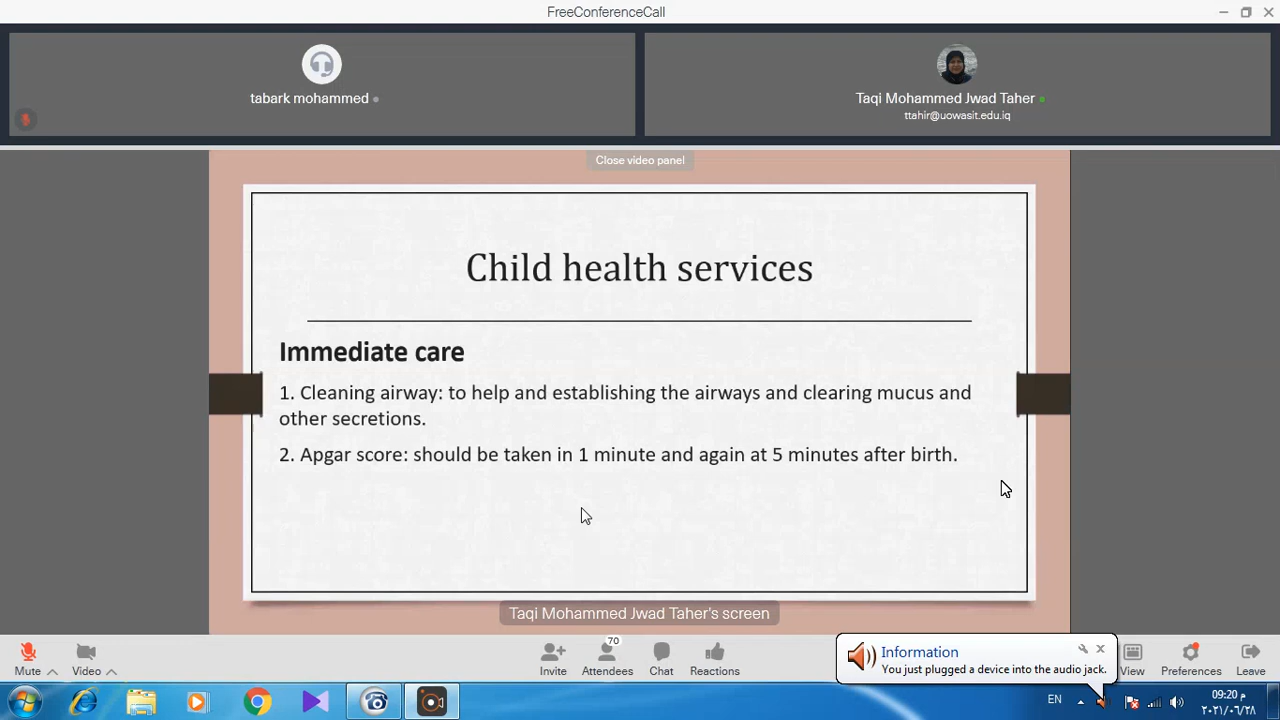 FreeConferenceCall
tabark mohammed
Taqi Mohammed Jwad Taher
ttahir@uowasit.edu.iq
Close video panel
Child health services
Immediate care
1. Cleaning airway: to help and establishing the airways and clearing mucus and
other secretions.
2. Apgar score: should be taken in 1 minute and again at 5 minutes after birth.
Taqi Mohammed Jwad Taher's screen
Mute
Video
Invite
70
Attendees
Chat
Reactions
Information
You just plugged a device into the audio jack.
View
Preferences
Leave
EN
09:20 م
٢٠٢١/٠٦/٢٨